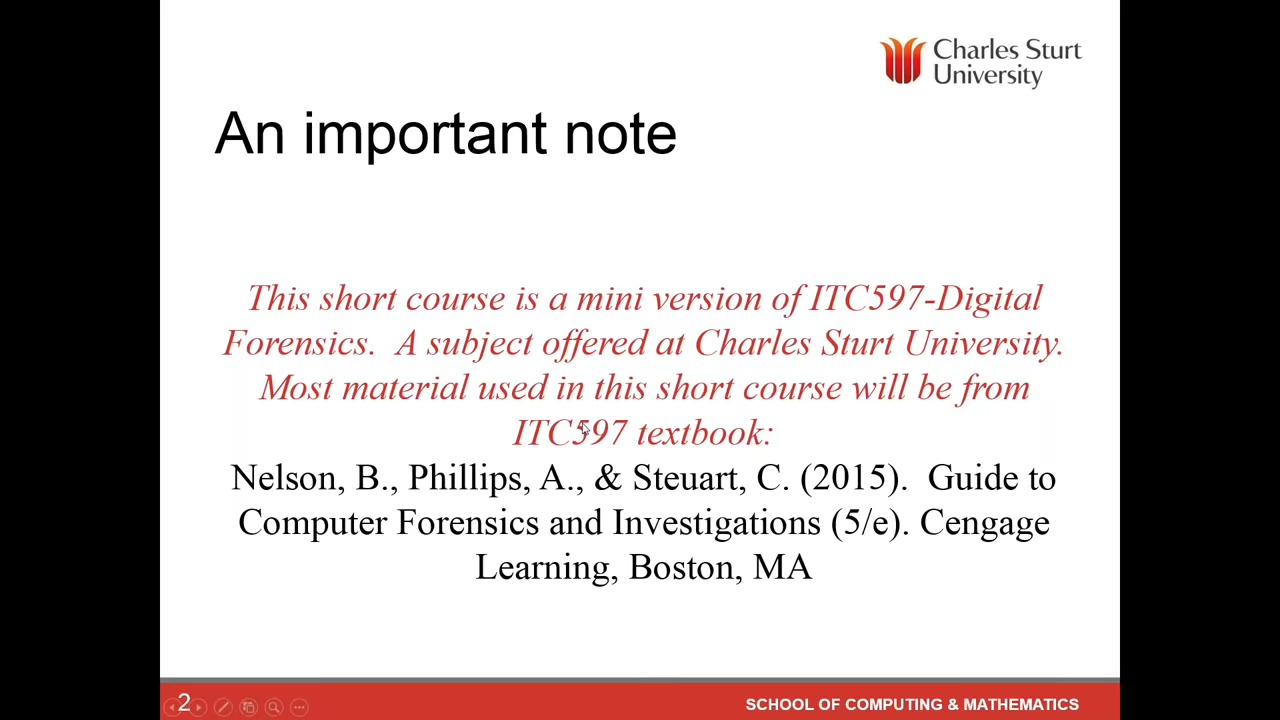 Charles Sturt
University
An important note
This short course is a mini version of ITC597-Digital
Forensics.  A subject offered at Charles Sturt University.
Most material used in this short course will be from
ITC597 textbook:
Nelson, B., Phillips, A., & Steuart, C. (2015).  Guide to
Computer Forensics and Investigations (5/e). Cengage
Learning, Boston, MA
2
SCHOOL OF COMPUTING & MATHEMATICS